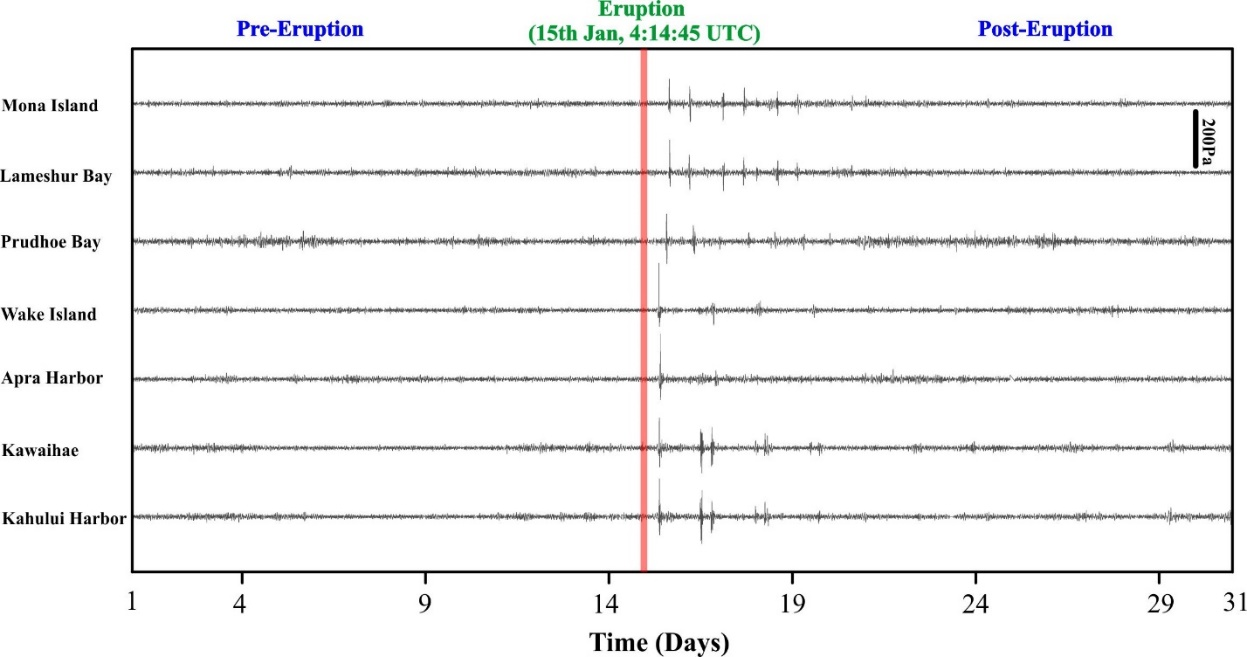 Eruption
Pre-Eruption
(15th Jan, 4:14:45 UTC)
Post-Eruption
Mona Island
200Pa
Lameshur Bay
Prudhoe Bay
Wake Island
Apra Harbor
Kawaihae
Kahului Harbor
1 4 9 14 19 24 29 31
Time (Days)